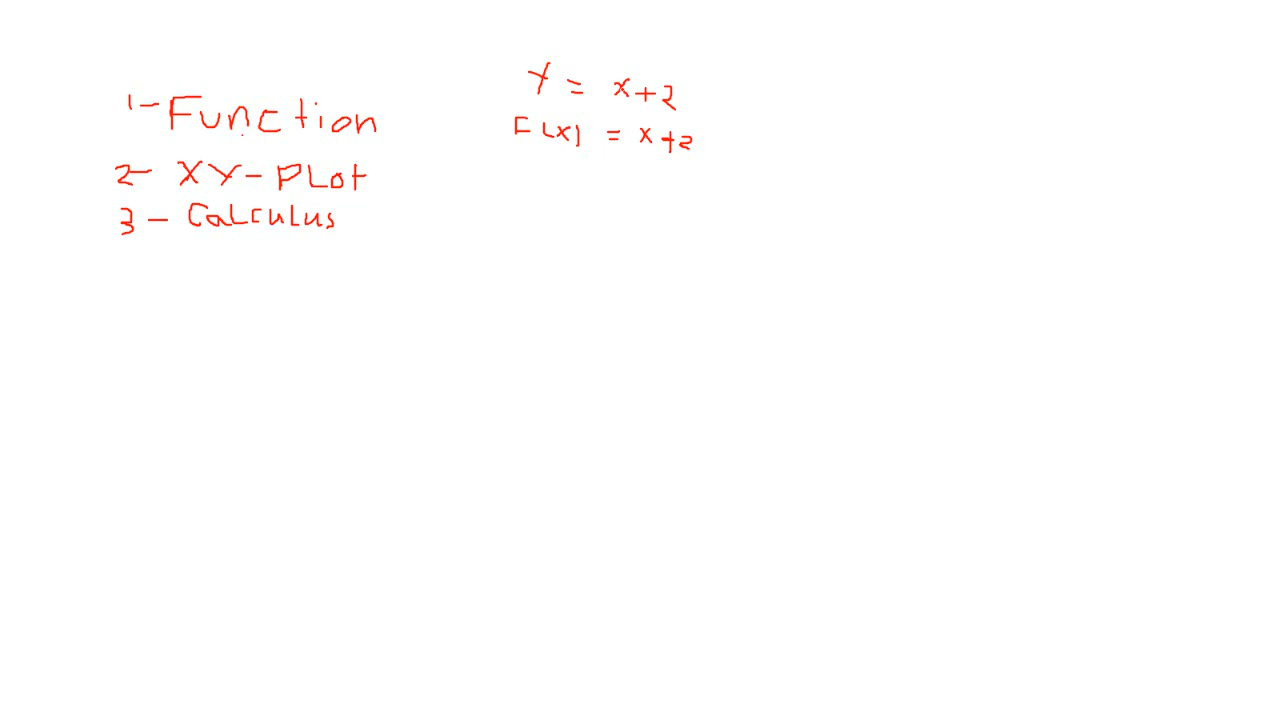 1- Function
2- XY-PLot
3- CaLcuLus
Y = x+2
F(x) = x+2